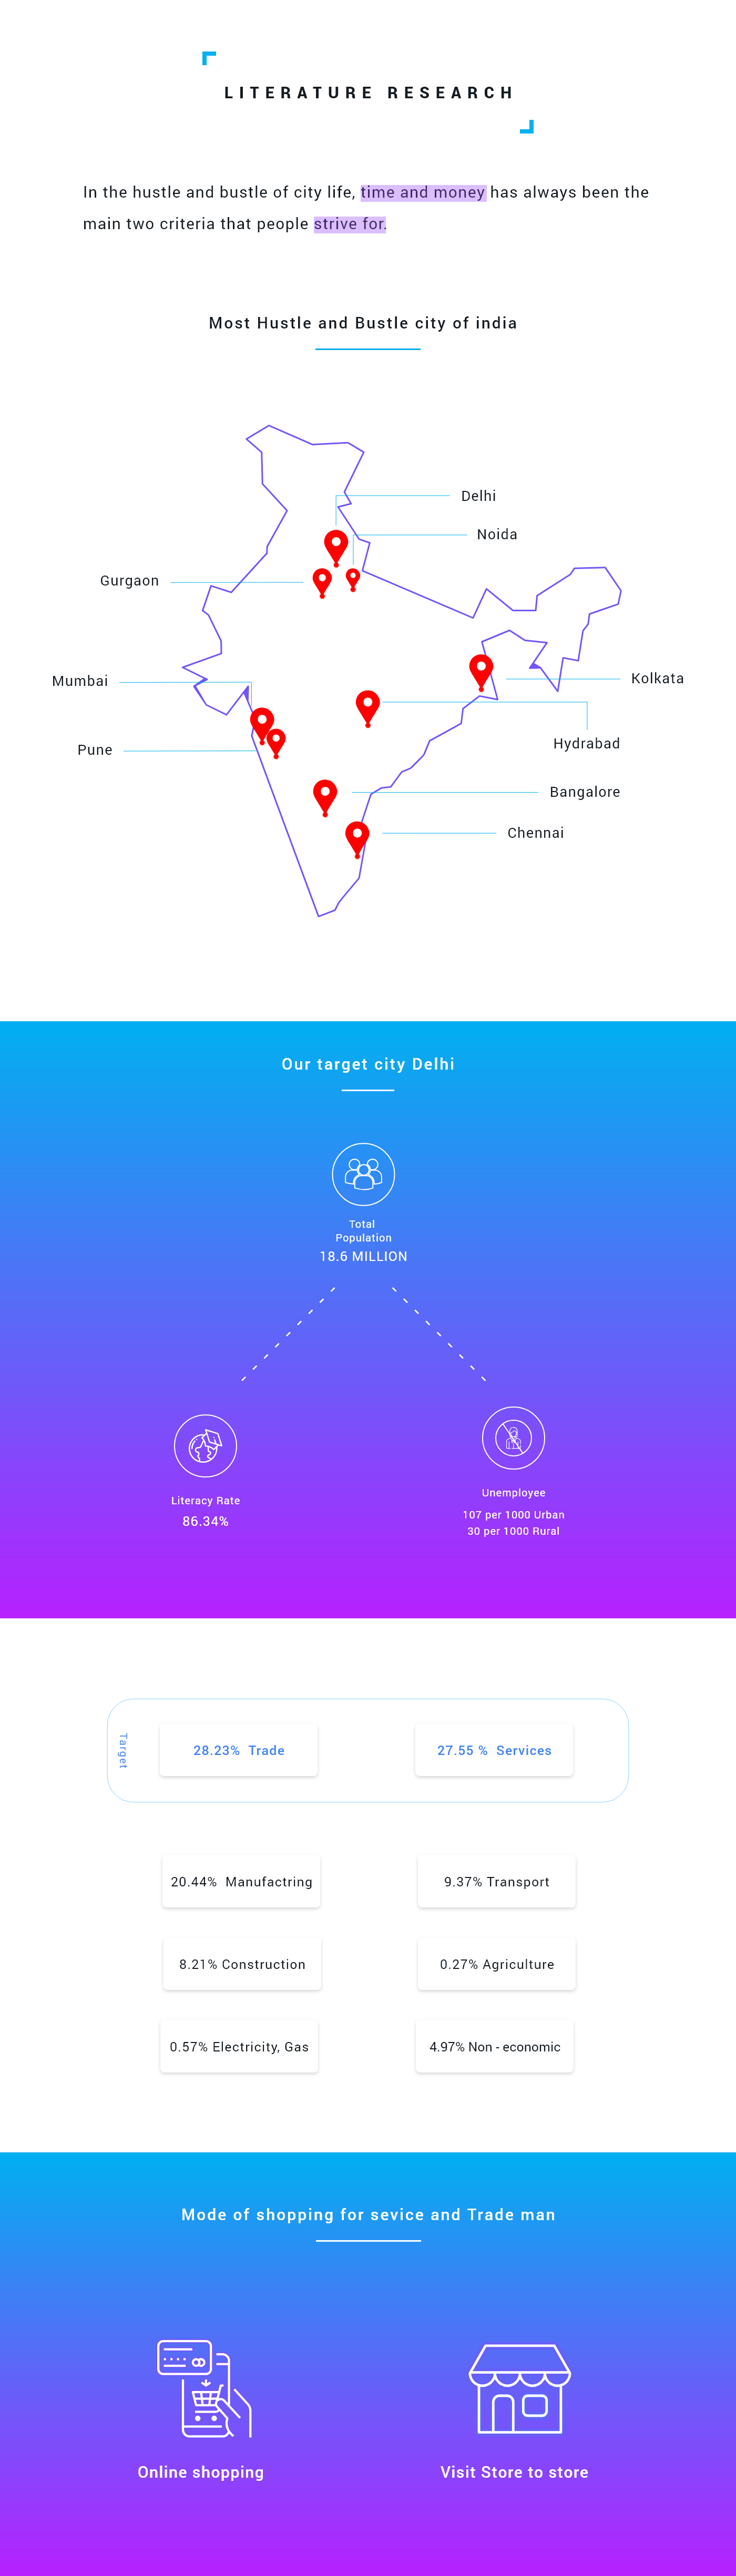 LITERATURE RESEARCH
In the hustle and bustle of city life, time and money has always been the
main two criteria that people strive for.
Most Hustle and Bustle city of india
Delhi
Noida
Gurgaon
Kolkata
Mumbai
Hydrabad
Pune
Bangalore
Chennai
Our target city Delhi
Total
Population
18.6 MILLION
Literacy Rate
86.34%
Unemployee
107 per 1000 Urban
30 per 1000 Rural
Target
28.23% Trade
27.55 % Services
20.44% Manufactring
9.37% Transport
8.21% Construction
0.27% Agriculture
0.57% Electricity, Gas
4.97% Non - economic
Mode of shopping for sevice and Trade man
Online shopping
Visit Store to store